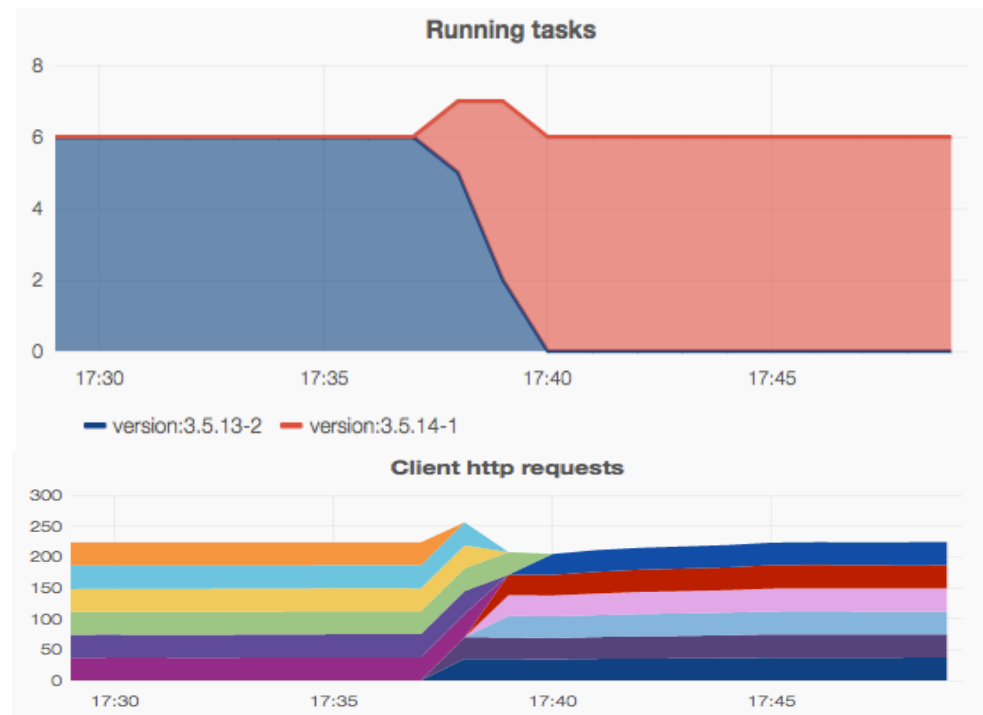 Running tasks
8
6
4
2
0
17:30 17:35 17:40 17:45
version:3.5.13-2 version:3.5.14-1
Client http requests
300
250
200
150
100
50
0
17:30 17:35 17:40 17:45